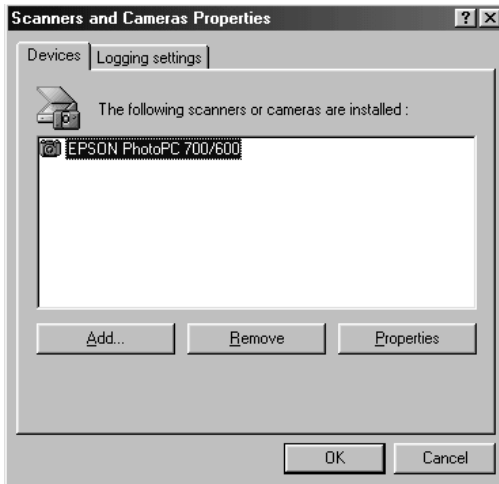 Scanners and Cameras Properties
Devices
Logging settings
The following scanners or cameras are installed :
EPSON PhotoPC 700/600
Add...
Remove
Properties
OK
Cancel